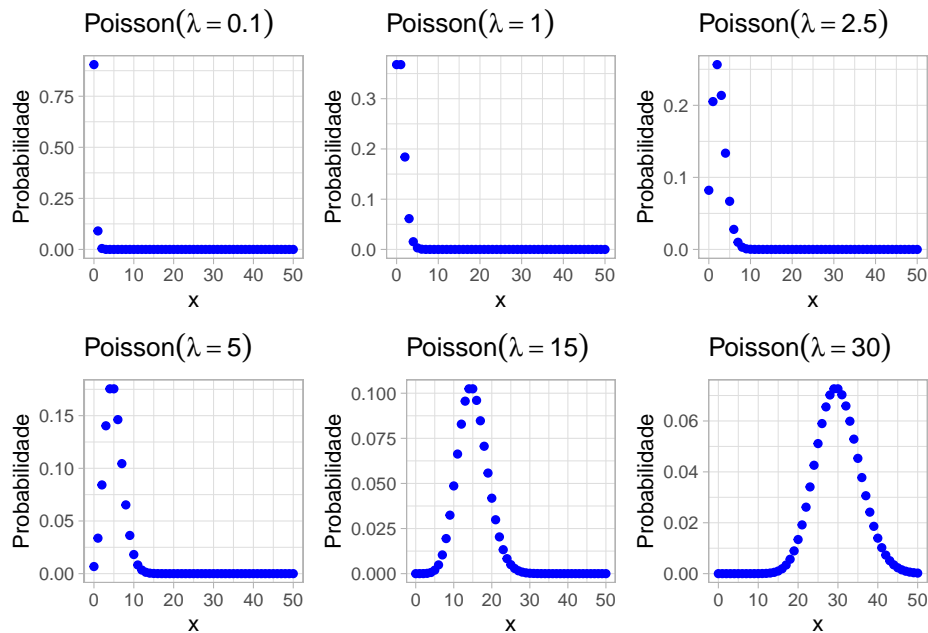 Poisson(λ = 0.1)
Probabilidade
0.75
0.50
0.25
0.00
0 10 20 30 40 50
x
Poisson(λ = 1)
Probabilidade
0.3
0.2
0.1
0.0
0 10 20 30 40 50
x
Poisson(λ = 2.5)
Probabilidade
0.2
0.1
0.0
0 10 20 30 40 50
x
Poisson(λ = 5)
Probabilidade
0.15
0.10
0.05
0.00
0 10 20 30 40 50
x
Poisson(λ = 15)
Probabilidade
0.100
0.075
0.050
0.025
0.000
0 10 20 30 40 50
x
Poisson(λ = 30)
Probabilidade
0.06
0.04
0.02
0.00
0 10 20 30 40 50
x